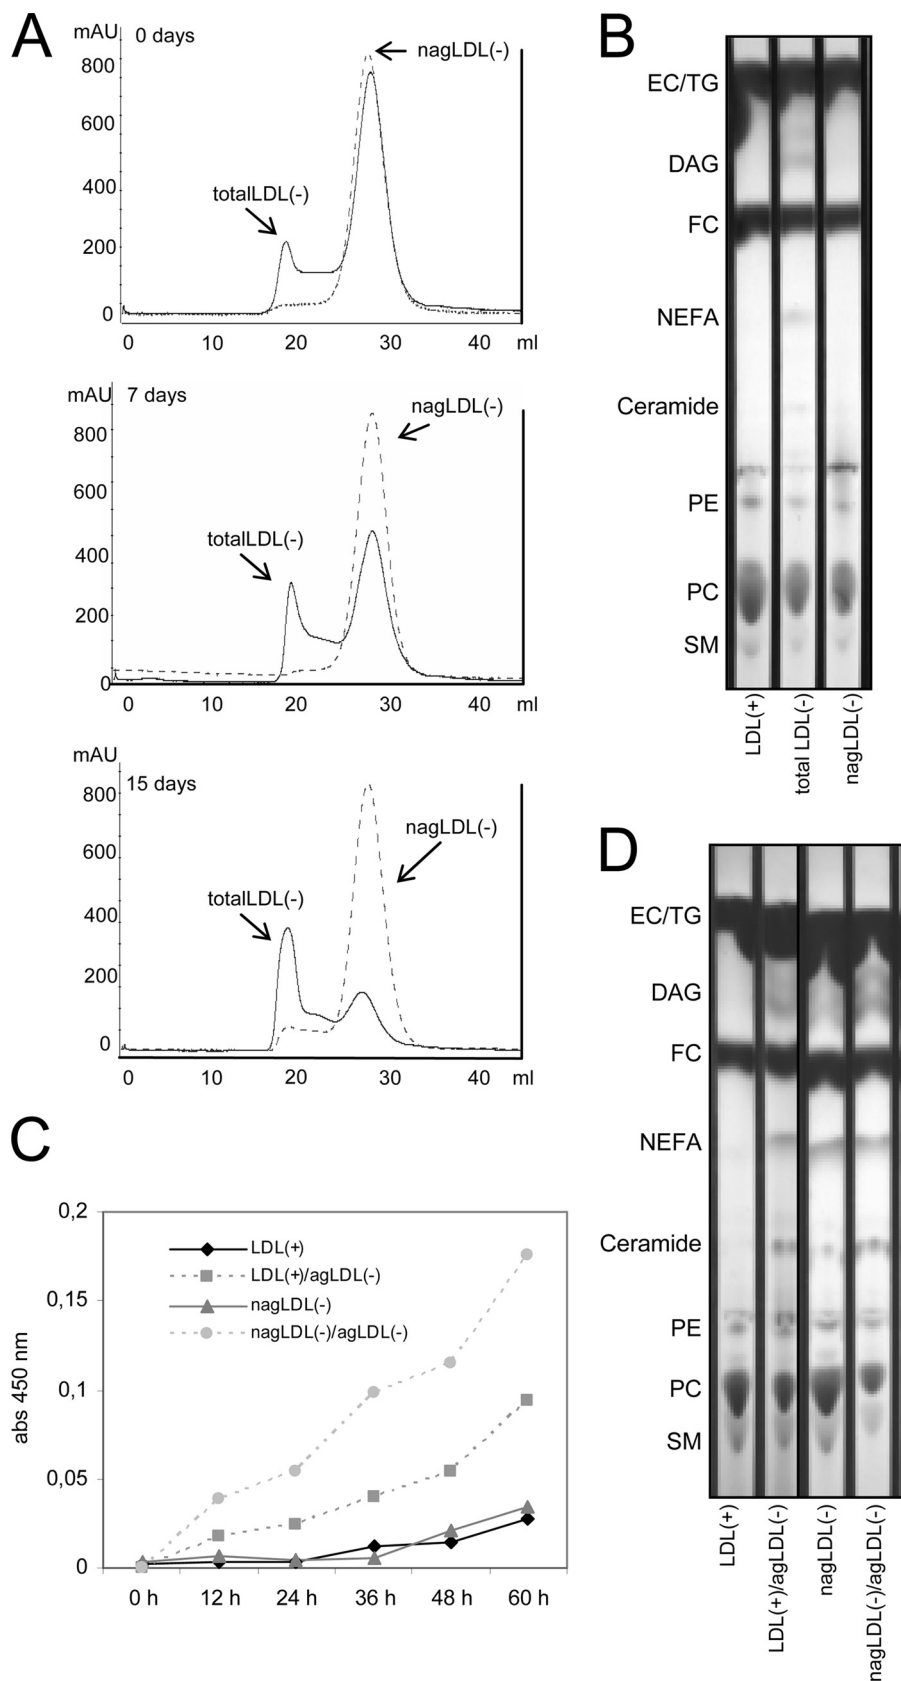 A
mAU
0 days
800
600
400
200
0
nagLDL(-)
totalLDL(-)
0 10 20 30 40 ml
mAU
7 days
800
600
400
200
0
nagLDL(-)
totalLDL(-)
0 10 20 30 40 ml
mAU
15 days
800
600
400
200
0
nagLDL(-)
totalLDL(-)
0 10 20 30 40 ml
B
EC/TG
DAG
FC
NEFA
Ceramide
PE
PC
SM
LDL(+)
total LDL(-)
nagLDL(-)
C
abs 450 nm
0,2
0,15
0,1
0,05
0
LDL(+)
LDL(+)/agLDL(-)
nagLDL(-)
nagLDL(-)/agLDL(-)
0 h 12 h 24 h 36 h 48 h 60 h
D
EC/TG
DAG
FC
NEFA
Ceramide
PE
PC
SM
LDL(+)
LDL(+)/agLDL(-)
nagLDL(-)
nagLDL(-)/agLDL(-)